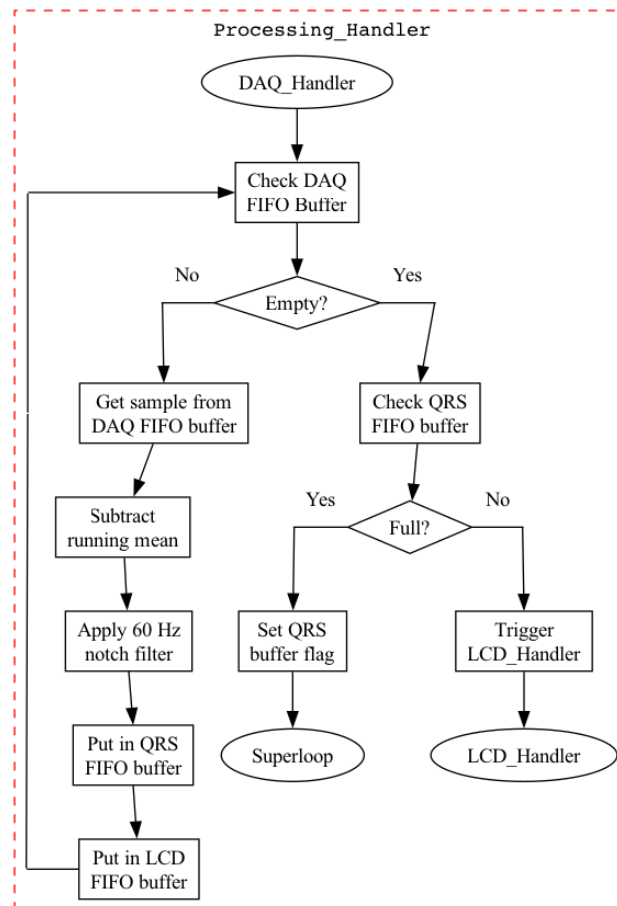 Processing_Handler
DAQ_Handler
Check DAQ
FIFO Buffer
No
Yes
Empty?
Get sample from
DAQ FIFO buffer
Check QRS
FIFO buffer
Subtract
running mean
Yes
No
Full?
Apply 60 Hz
notch filter
Set QRS
buffer flag
Trigger
LCD_Handler
Put in QRS
FIFO buffer
Superloop
LCD_Handler
Put in LCD
FIFO buffer